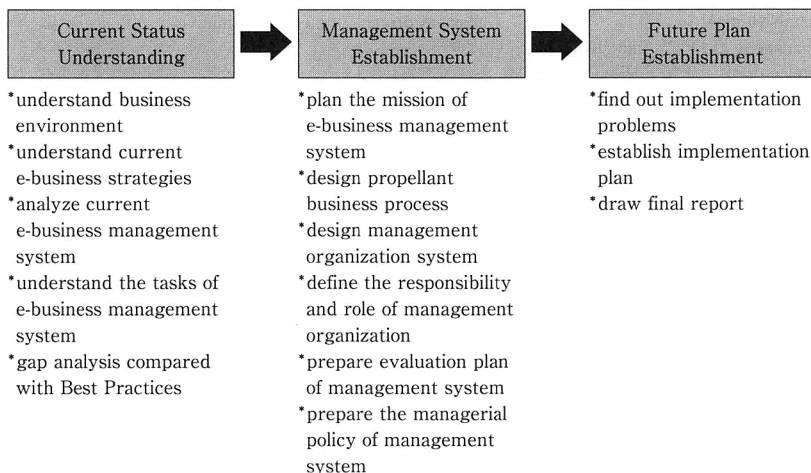 Current Status
Understanding
*understand business
environment
*understand current
e-business strategies
*analyze current
e-business management
system
*understand the tasks of
e-business management
system
*gap analysis compared
with Best Practices
Management System
Establishment
*plan the mission of
e-business management
system
*design propellant
business process
*design management
organization system
*define the responsibility
and role of management
organization
*prepare evaluation plan
of management system
*prepare the managerial
policy of management
system
Future Plan
Establishment
*find out implementation
problems
*establish implementation
plan
*draw final report